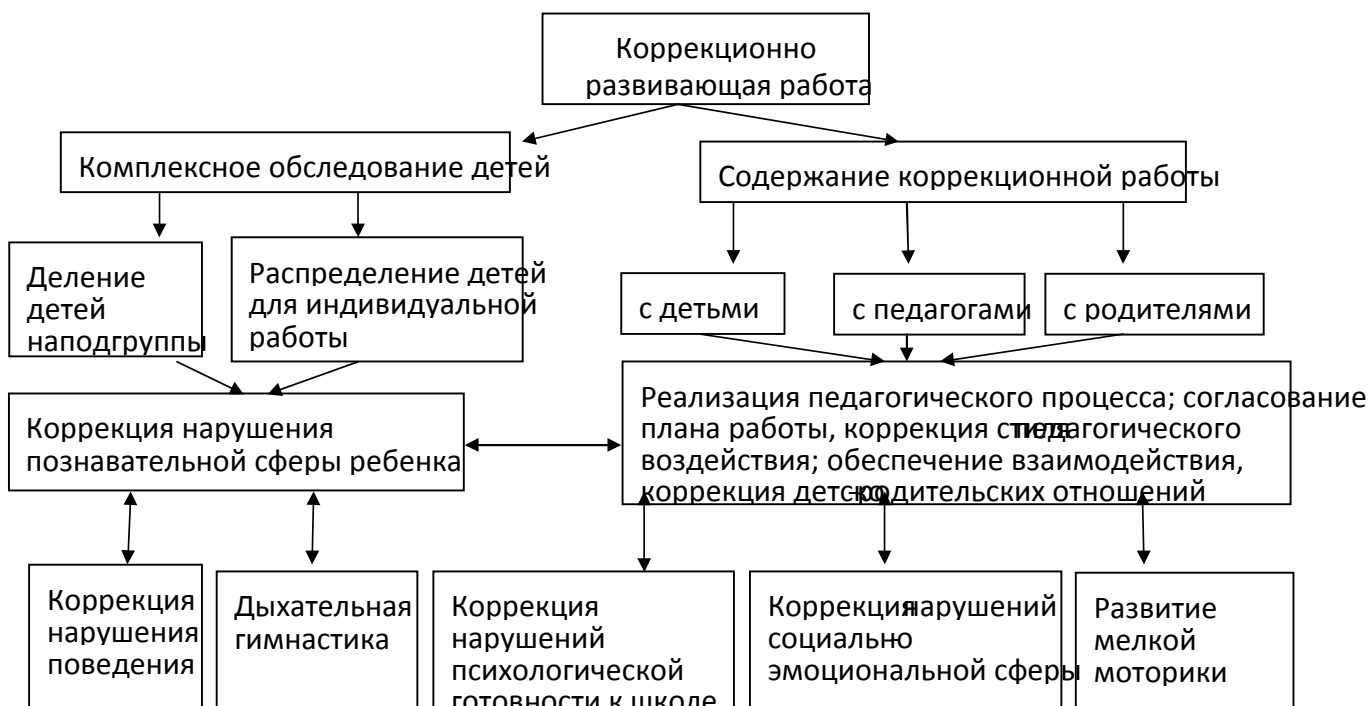 Коррекционно
развивающая работа
Комплексное обследование детей
Содержание коррекционной работы
Деление
детей
наподгруппы
Распределение детей
для индивидуальной
работы
с детьми
с педагогами
с родителями
Коррекция нарушения
познавательной сферы ребенка
Реализация педагогического процесса; согласование
плана работы, коррекция стиля педагогического
воздействия; обеспечение взаимодействия,
коррекция детско-родительских отношений
Коррекция
нарушения
поведения
Дыхательная
гимнастика
Коррекция
нарушений
психологической
готовности к школе
Коррекция нарушений
социально
эмоциональной сферы
Развитие
мелкой
моторики